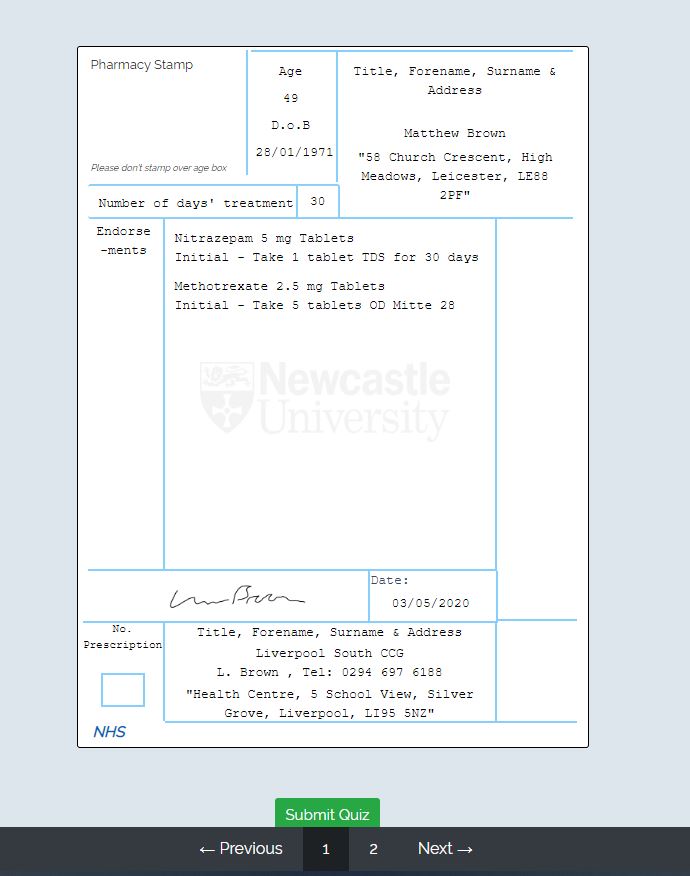 Pharmacy Stamp
Please don't stamp over age box
Age
49
D.o.B
28/01/1971
Title, Forename, Surname &
Address
Matthew Brown
"58 Church Crescent, High
Meadows, Leicester, LE88
2PF"
Number of days' treatment
30
Endorse
-ments
Nitrazepam 5 mg Tablets
Initial - Take 1 tablet TDS for 30 days
Methotrexate 2.5 mg Tablets
Initial - Take 5 tablets OD Mitte 28
Newcastle
University
Brown
Date:
03/05/2020
No.
Prescription
Title, Forename, Surname & Address
Liverpool South CCG
L. Brown , Tel: 0294 697 6188
"Health Centre, 5 School View, Silver
Grove, Liverpool, LI95 5NZ"
NHS
Submit Quiz
← Previous
1
2
Next →